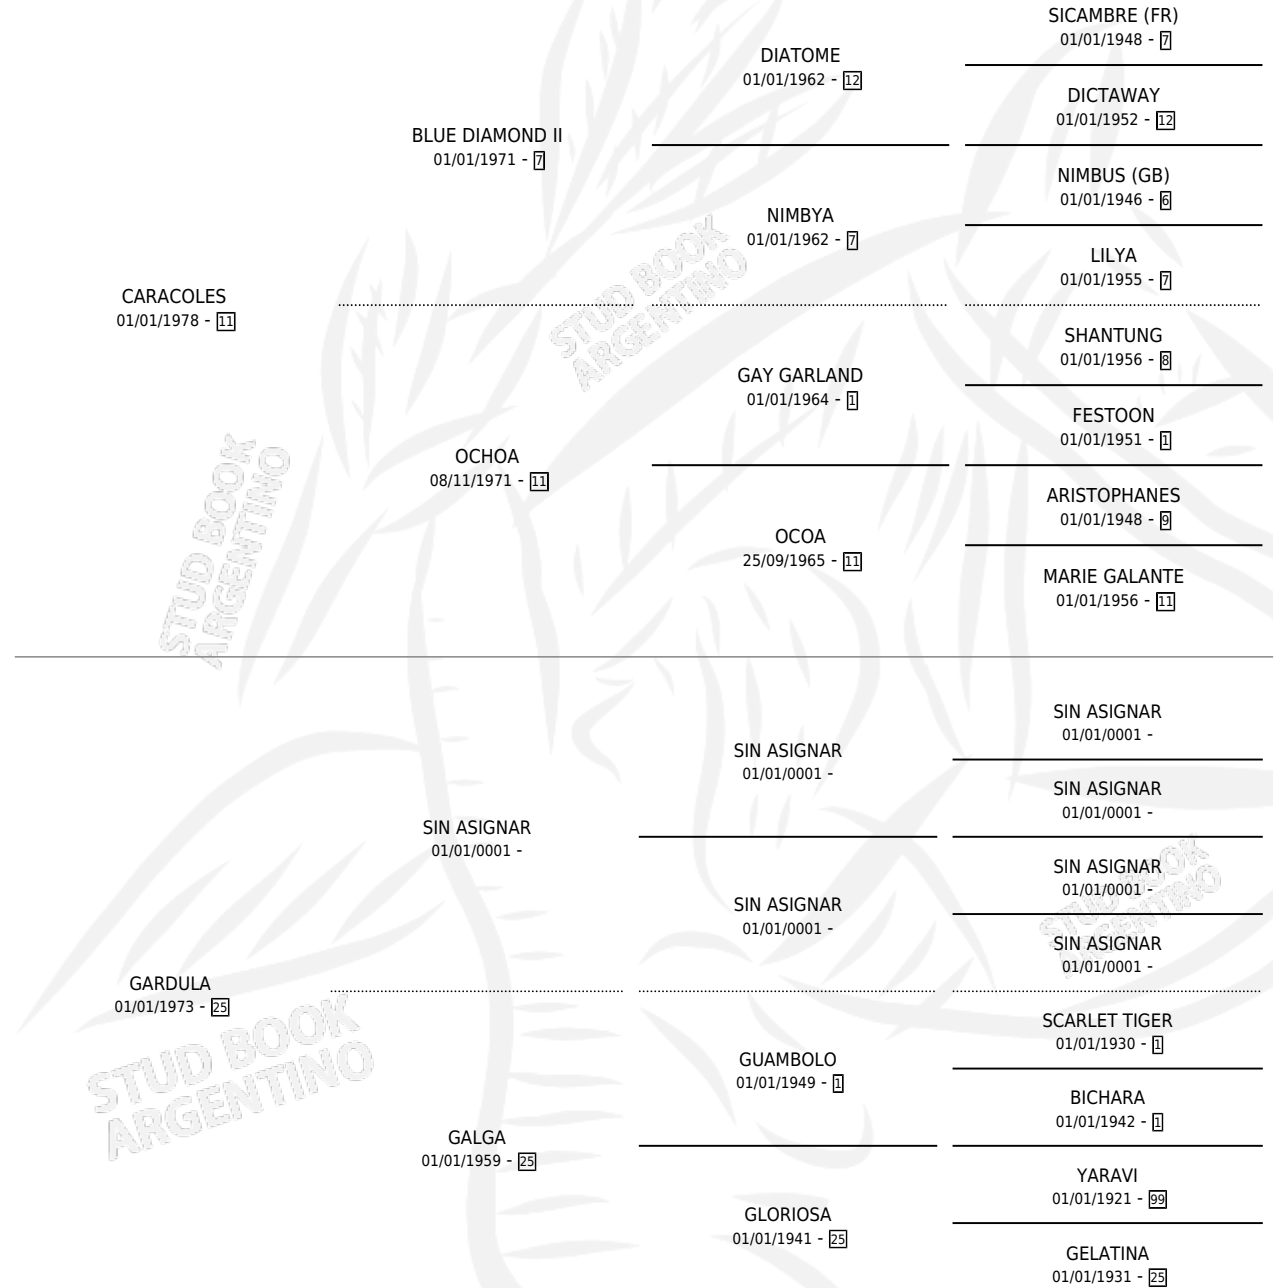 SICAMBRE (FR)
01/01/1948 - 7
DIATOME
01/01/1962 - 12
DICTAWAY
01/01/1952 - 12
BLUE DIAMOND II
01/01/1971 - 7
NIMBUS (GB)
01/01/1946 - 6
NIMBYA
01/01/1962 - 7
LILYA
01/01/1955 - 7
CARACOLES
01/01/1978 - 11
SHANTUNG
01/01/1956 - 8
GAY GARLAND
01/01/1964 - 1
FESTOON
01/01/1951 - 1
OCHOA
08/11/1971 - 11
ARISTOPHANES
01/01/1948 - 9
OCOA
25/09/1965 - 11
MARIE GALANTE
01/01/1956 - 11
STUD BOOK
ARGENTINO
STUD BOOK
ARGENTINO
SIN ASIGNAR
01/01/0001 -
SIN ASIGNAR
01/01/0001 -
SIN ASIGNAR
01/01/0001 -
SIN ASIGNAR
01/01/0001 -
SIN ASIGNAR
01/01/0001 -
SIN ASIGNAR
01/01/0001 -
SIN ASIGNAR
01/01/0001 -
STUD BOOK
ARGENTINO
GARDULA
01/01/1973 - 25
SCARLET TIGER
01/01/1930 - 1
GUAMBOLO
01/01/1949 - 1
BICHARA
01/01/1942 - 1
STUD BOOK
ARGENTINO
GALGA
01/01/1959 - 25
YARAVI
01/01/1921 - 99
GLORIOSA
01/01/1941 - 25
GELATINA
01/01/1931 - 25